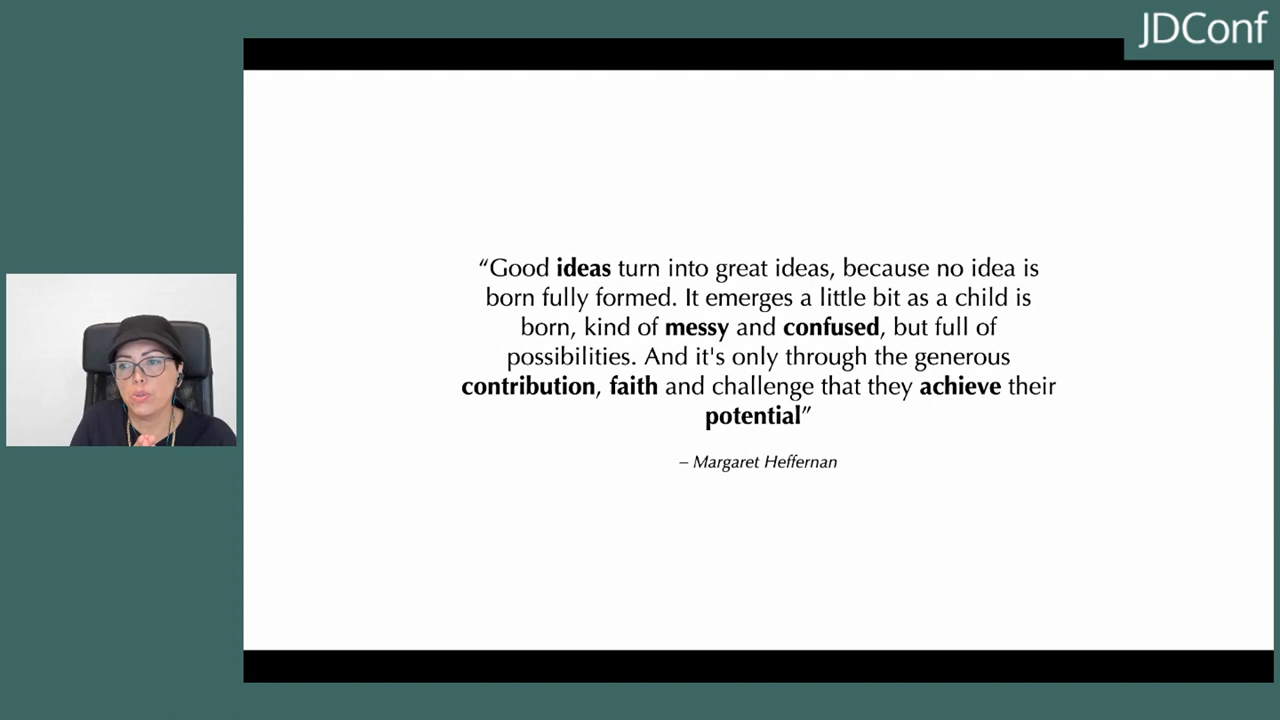 JDConf
“Good ideas turn into great ideas, because no idea is
born fully formed. It emerges a little bit as a child is
born, kind of messy and confused, but full of
possibilities. And it's only through the generous
contribution, faith and challenge that they achieve their
potential”
– Margaret Heffernan